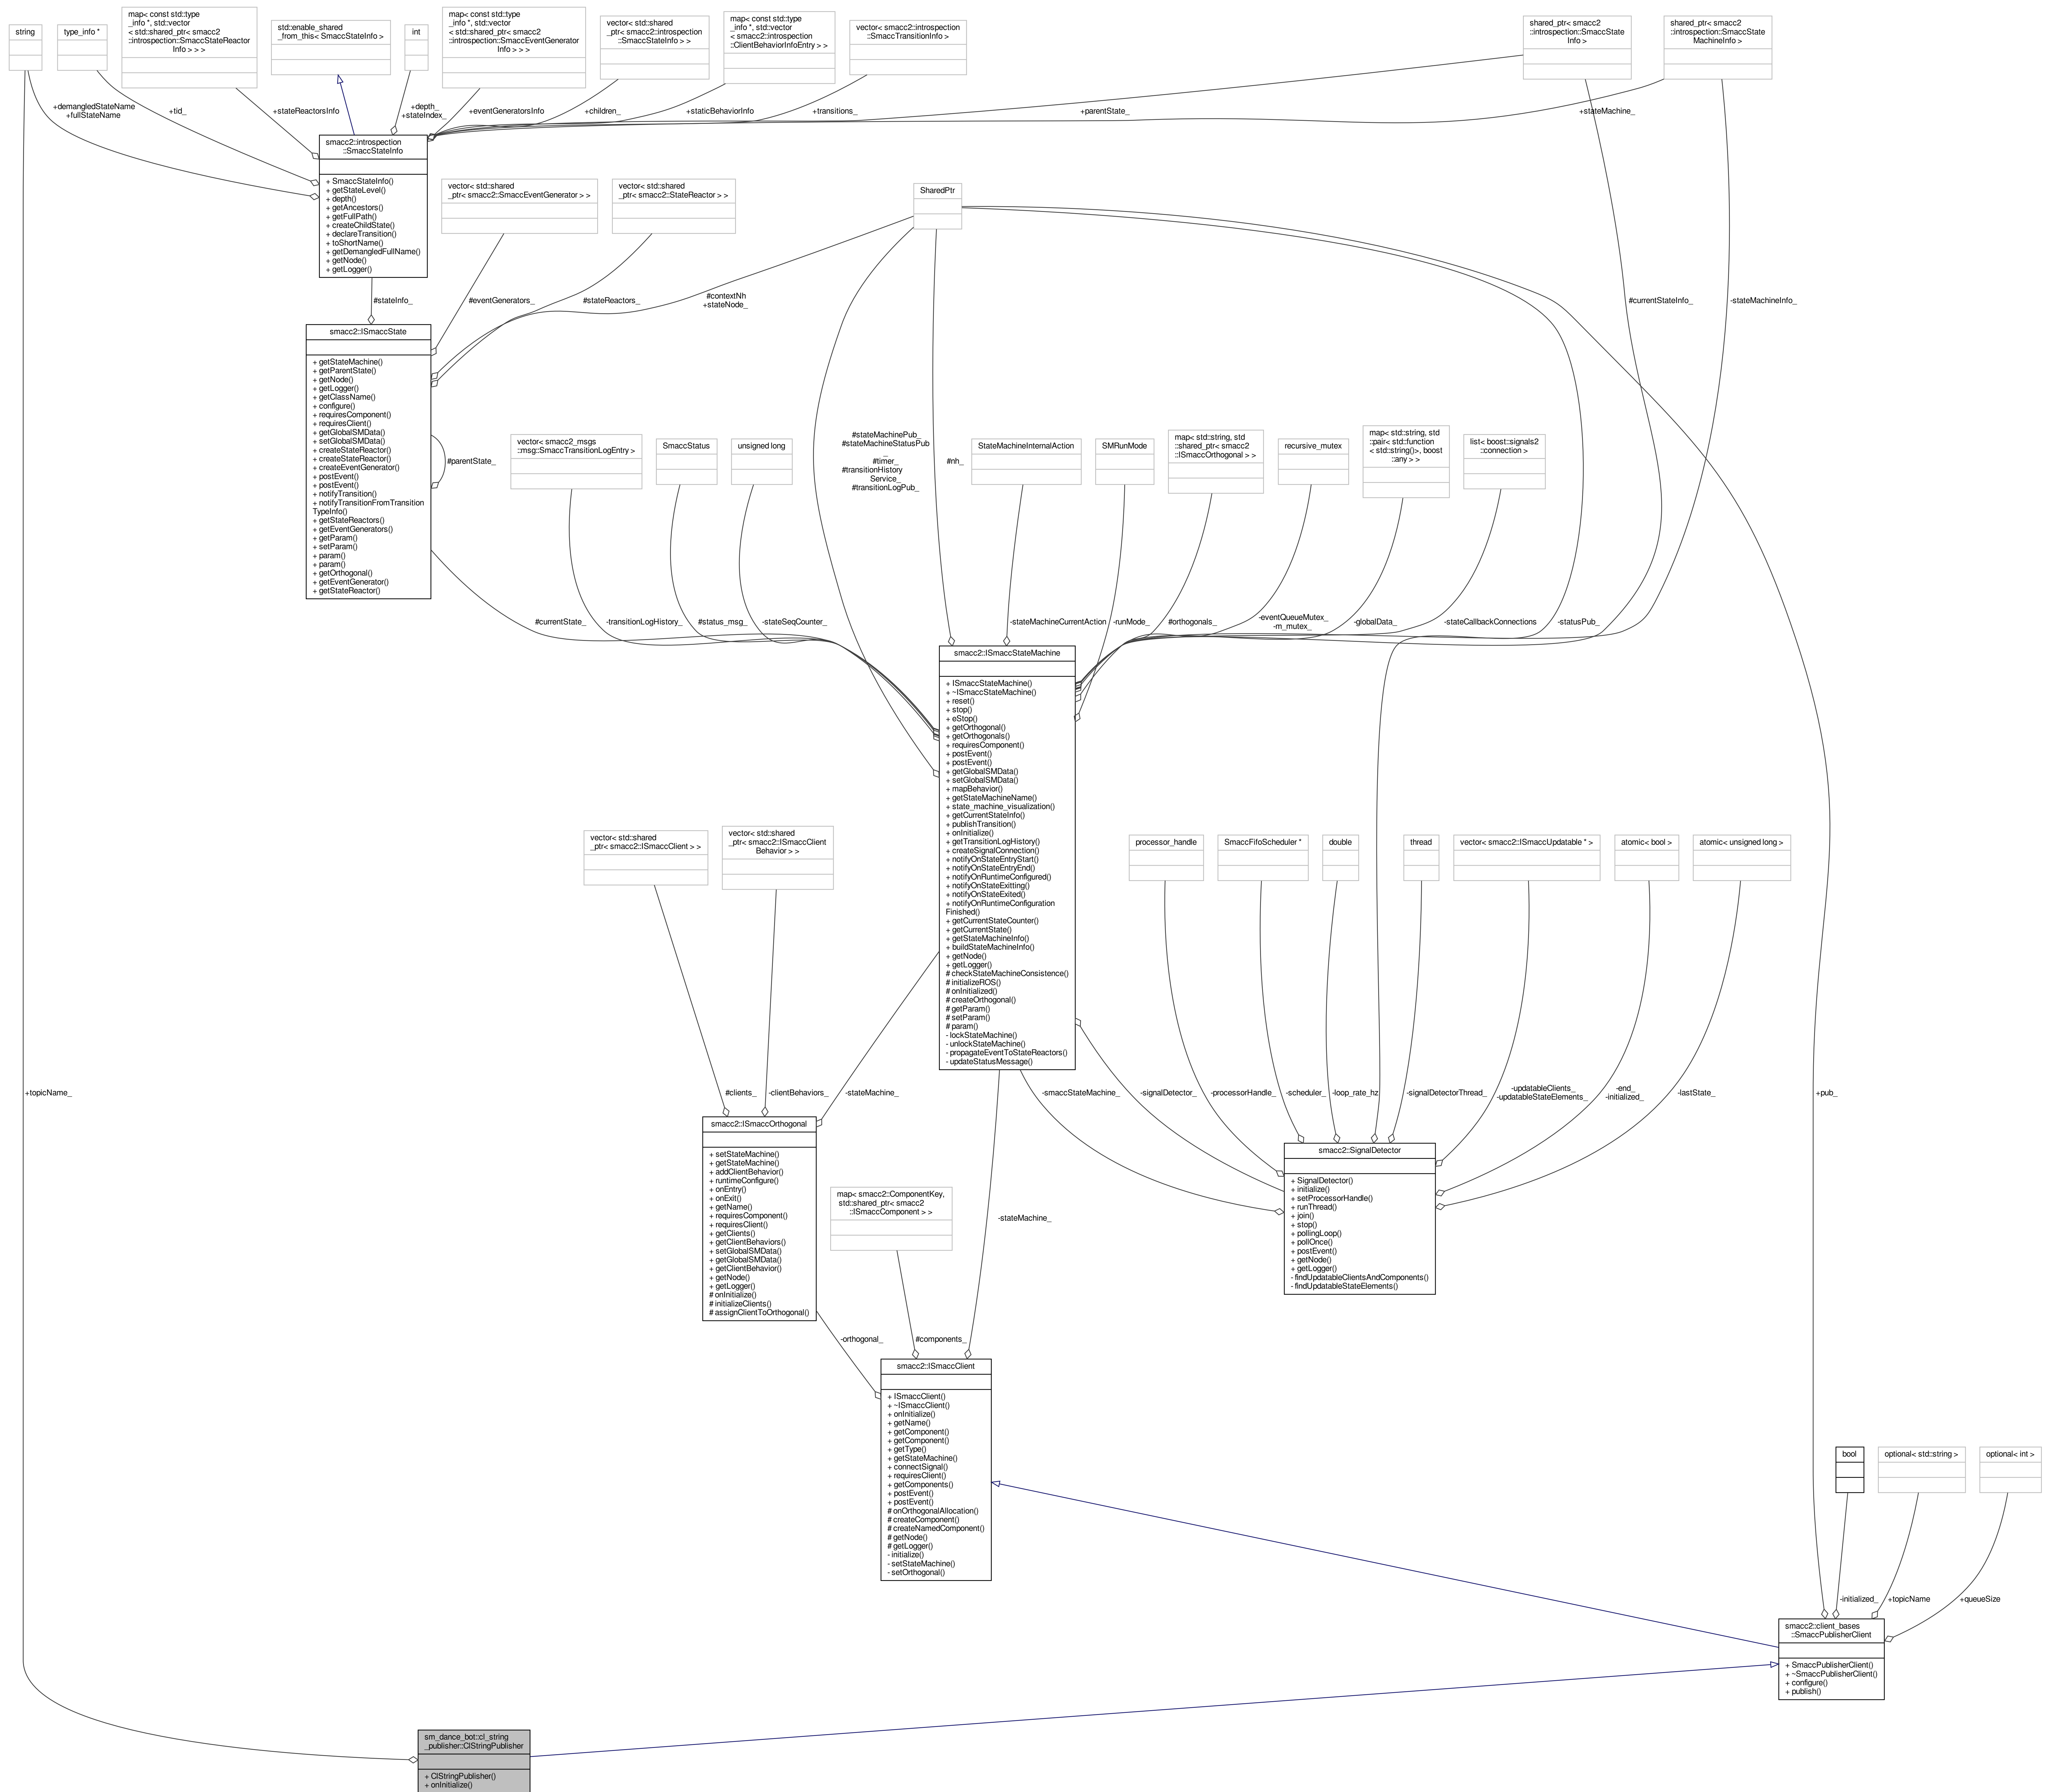 string
type_info *
map< const std::type
_info *, std::vector
< std::shared_ptr< smacc2
::introspection::SmaccStateReactor
Info > > >
std::enable_shared
_from_this< SmaccStateInfo >
int
map< const std::type
_info *, std::vector
< std::shared_ptr< smacc2
::introspection::SmaccEventGenerator
Info > > >
vector< std::shared
_ptr< smacc2::introspection
::SmaccStateInfo > >
map< const std::type
_info *, std::vector
< smacc2::introspection
::ClientBehaviorInfoEntry > >
vector< smacc2::introspection
::SmaccTransitionInfo >
shared_ptr< smacc2
::introspection::SmaccState
Info >
shared_ptr< smacc2
::introspection::SmaccState
MachineInfo >
+demangledStateName
+fullStateName
+tid_
+stateReactorsInfo
+depth_
+stateIndex_
+eventGeneratorsInfo
+children_
+staticBehaviorInfo
+transitions_
+parentState_
+stateMachine_
smacc2::introspection
::SmaccStateInfo
+ SmaccStateInfo()
+ getStateLevel()
+ depth()
+ getAncestors()
+ getFullPath()
+ createChildState()
+ declareTransition()
+ toShortName()
+ getDemangledFullName()
+ getNode()
+ getLogger()
vector< std::shared
_ptr< smacc2::SmaccEventGenerator > >
vector< std::shared
_ptr< smacc2::StateReactor > >
SharedPtr
#stateInfo_
#eventGenerators_
#stateReactors_
#contextNh
+stateNode_
#currentStateInfo_
-stateMachineInfo_
smacc2::ISmaccState
+ getStateMachine()
+ getParentState()
+ getNode()
+ getLogger()
+ getClassName()
+ configure()
+ requiresComponent()
+ requiresClient()
+ getGlobalSMData()
+ setGlobalSMData()
+ createStateReactor()
+ createStateReactor()
+ createEventGenerator()
+ postEvent()
+ postEvent()
+ notifyTransition()
+ notifyTransitionFromTransition
TypeInfo()
+ getStateReactors()
+ getEventGenerators()
+ getParam()
+ setParam()
+ param()
+ param()
+ getOrthogonal()
+ getEventGenerator()
+ getStateReactor()
#parentState_
vector< smacc2_msgs
::msg::SmaccTransitionLogEntry >
SmaccStatus
unsigned long
#stateMachinePub_
#stateMachineStatusPub
_
#timer_
#transitionHistory
Service_
#transitionLogPub_
#nh_
StateMachineInternalAction
SMRunMode
map< std::string, std
::shared_ptr< smacc2
::ISmaccOrthogonal > >
recursive_mutex
map< std::string, std
::pair< std::function
< std::string()>, boost
::any > >
list< boost::signals2
::connection >
#currentState_
-transitionLogHistory_
#status_msg_
-stateSeqCounter_
-stateMachineCurrentAction
-runMode_
#orthogonals_
-eventQueueMutex_
-m_mutex_
-globalData_
-stateCallbackConnections
-statusPub_
smacc2::ISmaccStateMachine
+ ISmaccStateMachine()
+ ~ISmaccStateMachine()
+ reset()
+ stop()
+ eStop()
+ getOrthogonal()
+ getOrthogonals()
+ requiresComponent()
+ postEvent()
+ postEvent()
+ getGlobalSMData()
+ setGlobalSMData()
+ mapBehavior()
+ getStateMachineName()
+ state_machine_visualization()
+ getCurrentStateInfo()
+ publishTransition()
+ onInitialize()
+ getTransitionLogHistory()
+ createSignalConnection()
+ notifyOnStateEntryStart()
+ notifyOnStateEntryEnd()
+ notifyOnRuntimeConfigured()
+ notifyOnStateExitting()
+ notifyOnStateExited()
+ notifyOnRuntimeConfiguration
Finished()
+ getCurrentStateCounter()
+ getCurrentState()
+ getStateMachineInfo()
+ buildStateMachineInfo()
+ getNode()
+ getLogger()
# checkStateMachineConsistence()
# initializeROS()
# onInitialized()
# createOrthogonal()
# getParam()
# setParam()
# param()
- lockStateMachine()
- unlockStateMachine()
- propagateEventToStateReactors()
- updateStatusMessage()
vector< std::shared
_ptr< smacc2::ISmaccClient > >
vector< std::shared
_ptr< smacc2::ISmaccClient
Behavior > >
processor_handle
SmaccFifoScheduler *
double
thread
vector< smacc2::ISmaccUpdatable * >
atomic< bool >
atomic< unsigned long >
+topicName_
#clients_
-clientBehaviors_
-stateMachine_
-smaccStateMachine_
-signalDetector_
-processorHandle_
-scheduler_
-loop_rate_hz
-signalDetectorThread_
-updatableClients_
-updatableStateElements_
-end_
-initialized_
-lastState_
+pub_
smacc2::ISmaccOrthogonal
+ setStateMachine()
+ getStateMachine()
+ addClientBehavior()
+ runtimeConfigure()
+ onEntry()
+ onExit()
+ getName()
+ requiresComponent()
+ requiresClient()
+ getClients()
+ getClientBehaviors()
+ setGlobalSMData()
+ getGlobalSMData()
+ getClientBehavior()
+ getNode()
+ getLogger()
# onInitialize()
# initializeClients()
# assignClientToOrthogonal()
smacc2::SignalDetector
+ SignalDetector()
+ initialize()
+ setProcessorHandle()
+ runThread()
+ join()
+ stop()
+ pollingLoop()
+ pollOnce()
+ postEvent()
+ getNode()
+ getLogger()
- findUpdatableClientsAndComponents()
- findUpdatableStateElements()
map< smacc2::ComponentKey,
std::shared_ptr< smacc2
::ISmaccComponent > >
-stateMachine_
-orthogonal_
#components_
smacc2::ISmaccClient
+ ISmaccClient()
+ ~ISmaccClient()
+ onInitialize()
+ getName()
+ getComponent()
+ getComponent()
+ getType()
+ getStateMachine()
+ connectSignal()
+ requiresClient()
+ getComponents()
+ postEvent()
+ postEvent()
# onOrthogonalAllocation()
# createComponent()
# createNamedComponent()
# getNode()
# getLogger()
- initialize()
- setStateMachine()
- setOrthogonal()
bool
optional< std::string >
optional< int >
-initialized_
+topicName
+queueSize
smacc2::client_bases
::SmaccPublisherClient
+ SmaccPublisherClient()
+ ~SmaccPublisherClient()
+ configure()
+ publish()
sm_dance_bot::cl_string
_publisher::ClStringPublisher
+ ClStringPublisher()
+ onInitialize()